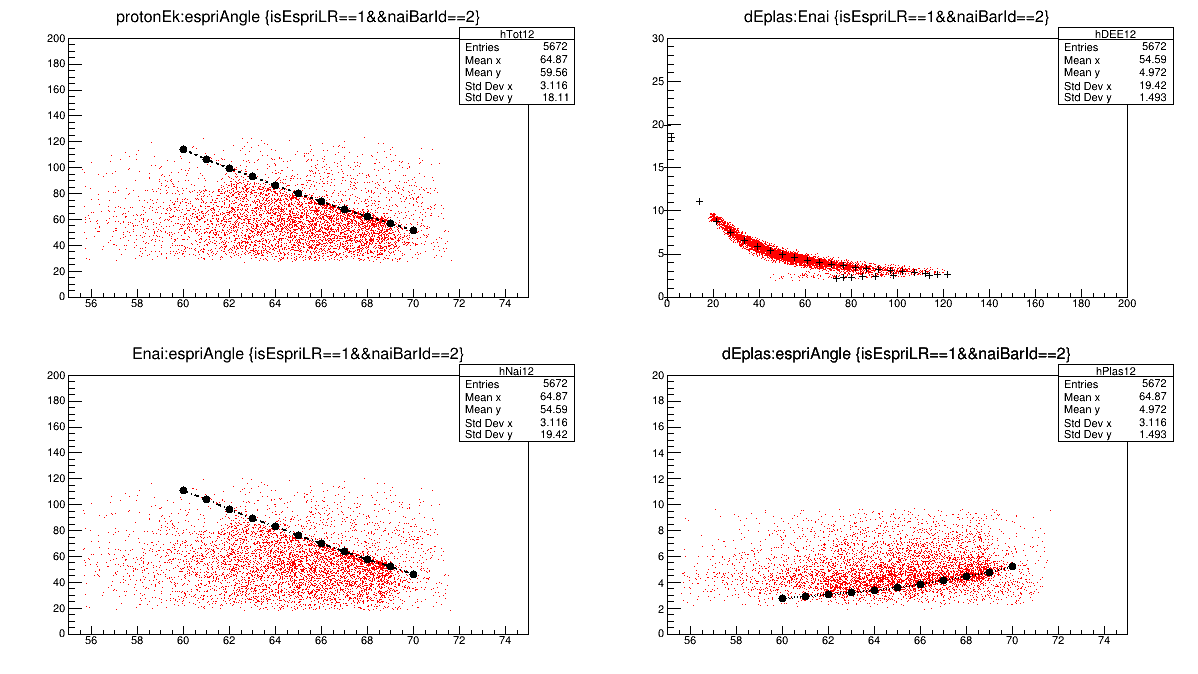 protonEk:espriAngle {isEspriLR==1&&naiBarId==2}
hTot12
Entries 5672
Mean x 64.87
Mean y 59.56
Std Dev x 3.116
Std Dev y 18.11
200
180
160
140
120
100
80
60
40
20
0
56 58 60 62 64 66 68 70 72 74
dEplas:Enai {isEspriLR==1&&naiBarId==2}
hDEE12
Entries 5672
Mean x 54.59
Mean y 4.972
Std Dev x 19.42
Std Dev y 1.493
30
25
20
15
10
5
0
0 20 40 60 80 100 120 140 160 180 200
Enai:espriAngle {isEspriLR==1&&naiBarId==2}
hNai12
Entries 5672
Mean x 64.87
Mean y 54.59
Std Dev x 3.116
Std Dev y 19.42
200
180
160
140
120
100
80
60
40
20
0
56 58 60 62 64 66 68 70 72 74
dEplas:espriAngle {isEspriLR==1&&naiBarId==2}
hPlas12
Entries 5672
Mean x 64.87
Mean y 4.972
Std Dev x 3.116
Std Dev y 1.493
20
18
16
14
12
10
8
6
4
2
0
56 58 60 62 64 66 68 70 72 74